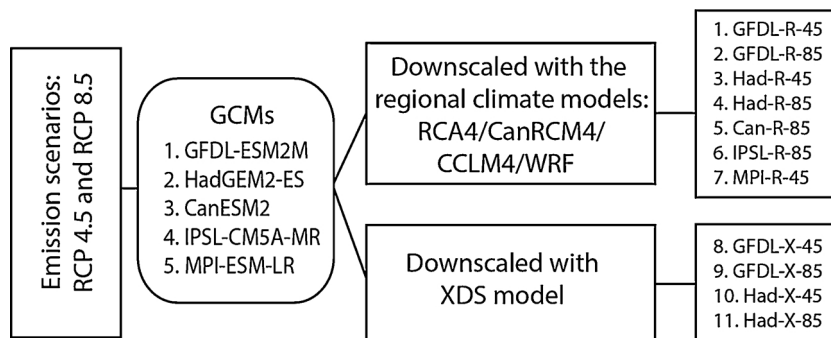 Emission scenarios:
RCP 4.5 and RCP 8.5
GCMs
1. GFDL-ESM2M
2. HadGEM2-ES
3. CanESM2
4. IPSL-CM5A-MR
5. MPI-ESM-LR
Downscaled with the
regional climate models:
RCA4/CanRCM4/
CCLM4/WRF
1. GFDL-R-45
2. GFDL-R-85
3. Had-R-45
4. Had-R-85
5. Can-R-85
6. IPSL-R-85
7. MPI-R-45
Downscaled with
XDS model
8. GFDL-X-45
9. GFDL-X-85
10. Had-X-45
11. Had-X-85